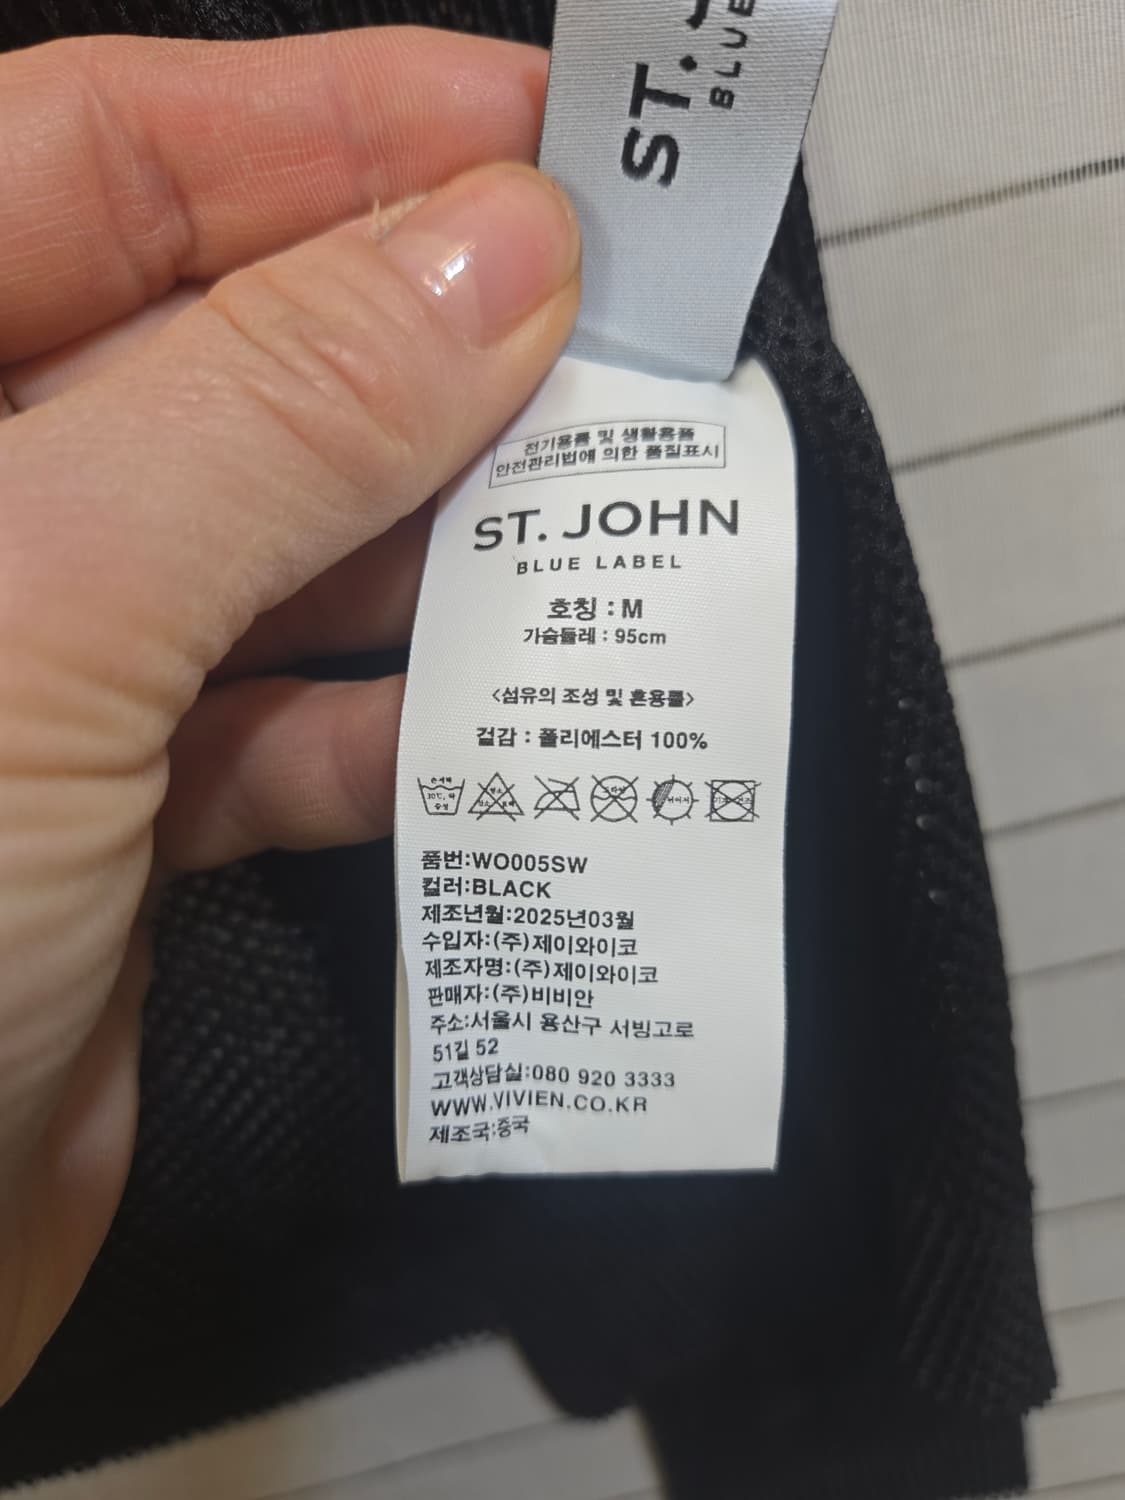 ST. J
BLUE
전기용품 및 생활용품
안전관리법에 의한 품질표시
ST. JOHN
BLUE LABEL
호칭 : M
가슴둘레 : 95cm
<섬유의 조성 및 혼용률>
겉감 : 폴리에스터 100%
품번:WO005SW
컬러:BLACK
제조년월:2025년03월
수입자:(주)제이와이코
제조자명:(주)제이와이코
판매자:(주)비비안
주소:서울시 용산구 서빙고로
51길 52
고객상담실:080 920 3333
WWW.VIVIEN.CO.KR
제조국:중국